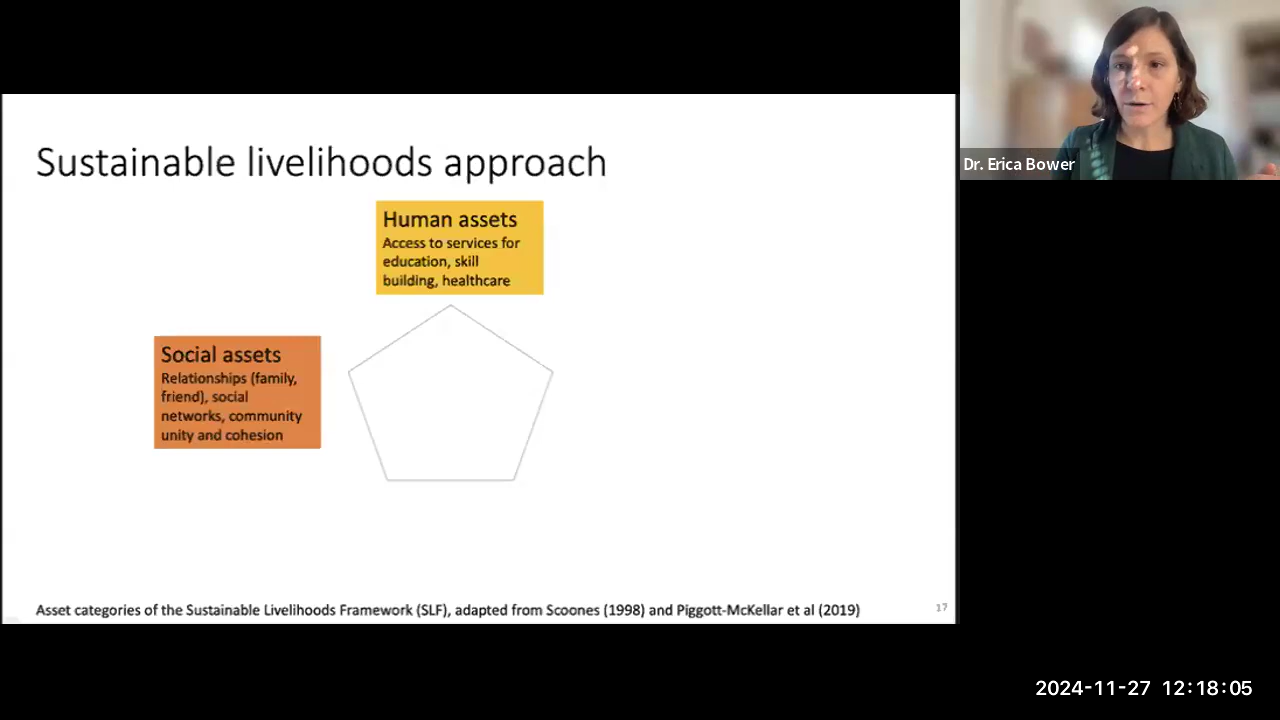 Sustainable livelihoods approach
Human assets
Access to services for
education, skill
building, healthcare
Social assets
Relationships (family,
friend), social
networks, community
unity and cohesion
Asset categories of the Sustainable Livelihoods Framework (SLF), adapted from Scoones (1998) and Piggott-McKellar et al (2019)
17
Dr. Erica Bower
2024-11-27 12:18:05